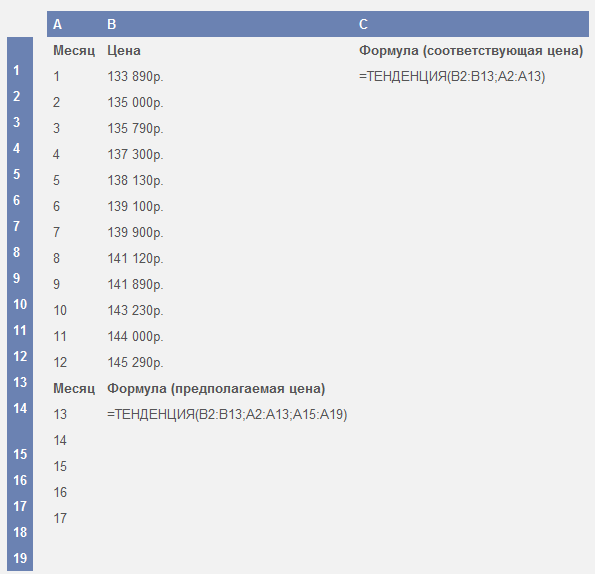 A B C
Месяц Цена Формула (соответствующая цена)
1 1 133 890р. =ТЕНДЕНЦИЯ(B2:B13;A2:A13)
2 2 135 000р.
3 3 135 790р.
4 4 137 300р.
5 5 138 130р.
6 6 139 100р.
7 7 139 900р.
8 8 141 120р.
9 9 141 890р.
10 10 143 230р.
11 11 144 000р.
12 12 145 290р.
13 Месяц Формула (предполагаемая цена)
14 13 =ТЕНДЕНЦИЯ(B2:B13;A2:A13;A15:A19)
14
15 15
16 16
17 17
18
19